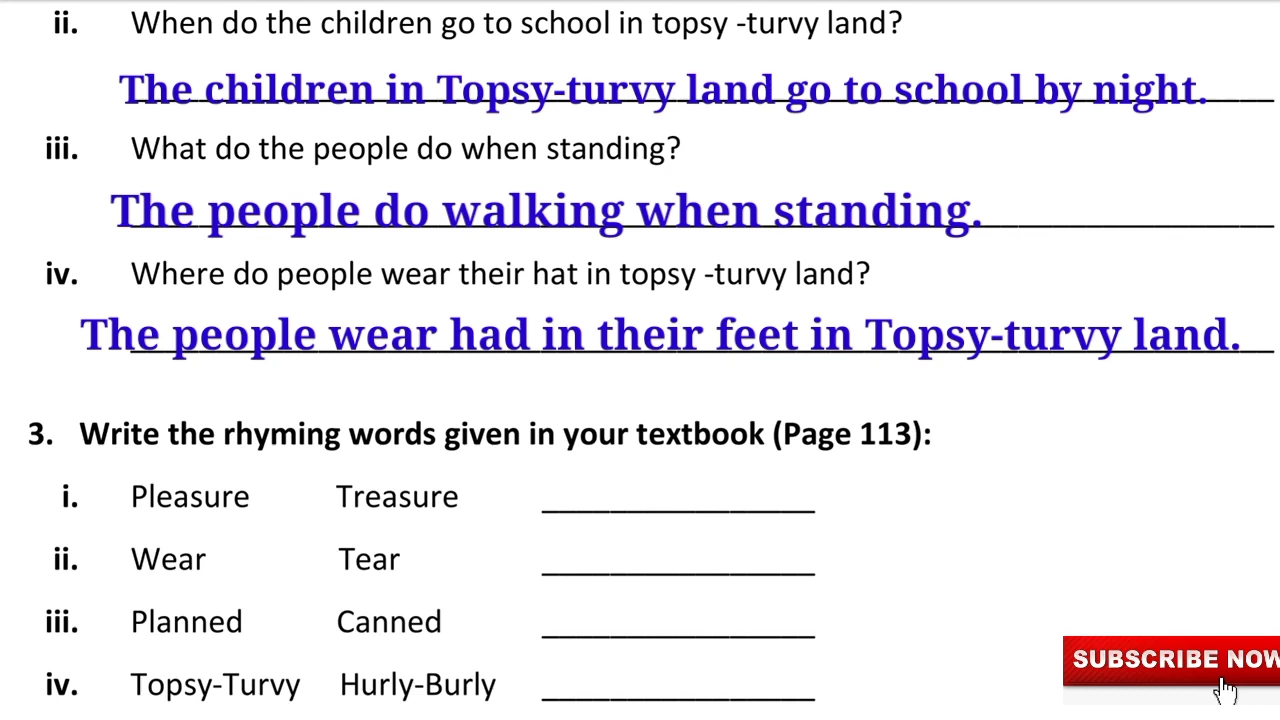 ii. When do the children go to school in topsy -turvy land?
The children in Topsy-turvy land go to school by night.
iii. What do the people do when standing?
The people do walking when standing.
iv. Where do people wear their hat in topsy -turvy land?
The people wear had in their feet in Topsy-turvy land.
3. Write the rhyming words given in your textbook (Page 113):
i. Pleasure Treasure _______________
ii. Wear Tear _______________
iii. Planned Canned _______________
iv. Topsy-Turvy Hurly-Burly _______________
SUBSCRIBE NOW